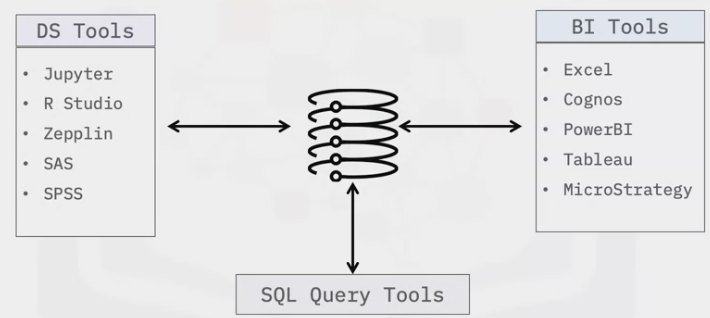 DS Tools
• Jupyter
• R Studio
• Zepplin
• SAS
• SPSS
BI Tools
• Excel
• Cognos
• PowerBI
• Tableau
• MicroStrategy
SQL Query Tools